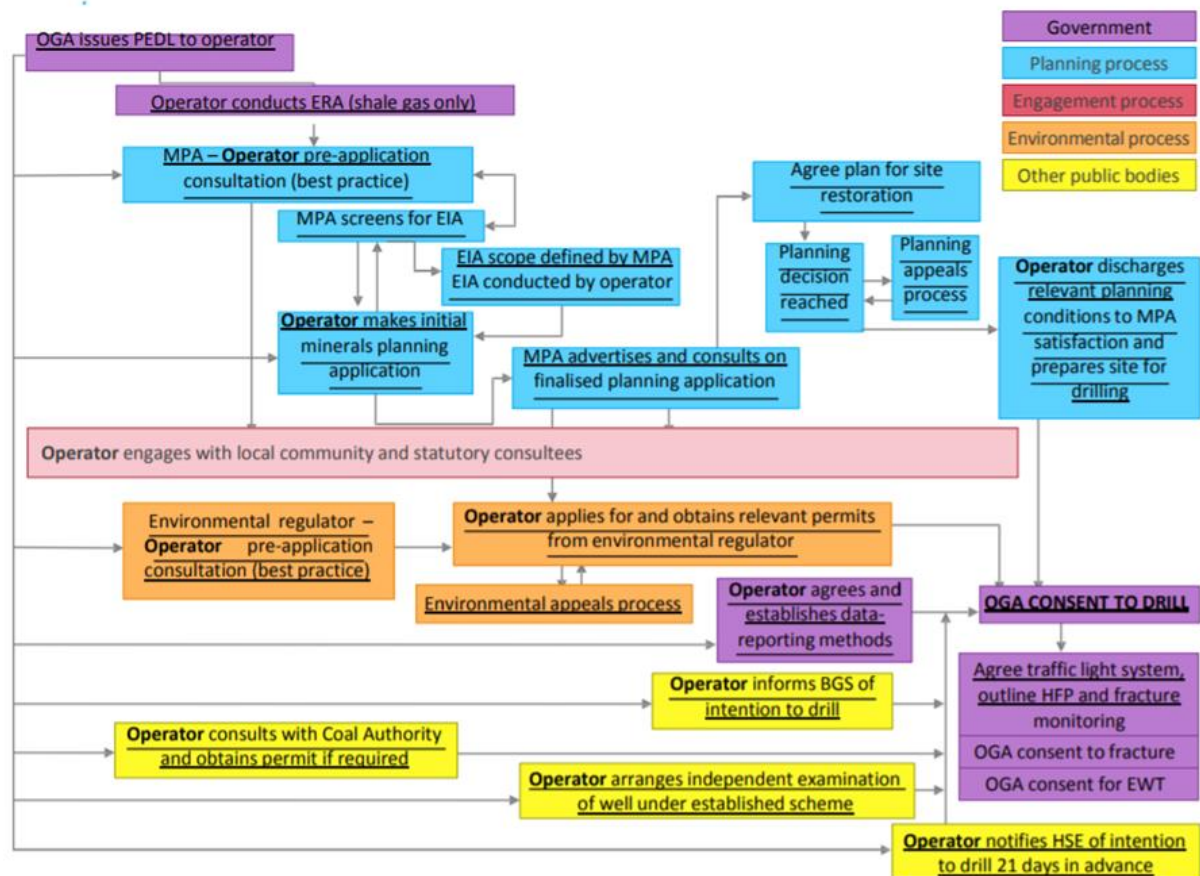 OGA issues PEDL to operator
Operator conducts ERA (shale gas only)
MPA – Operator pre-application
consultation (best practice)
MPA screens for EIA
EIA scope defined by MPA
EIA conducted by operator
Operator makes initial
minerals planning
application
MPA advertises and consults on
finalised planning application
Agree plan for site
restoration
Planning
decision
reached
Planning
appeals
process
Operator discharges
relevant planning
conditions to MPA
satisfaction and
prepares site for
drilling
Government
Planning process
Engagement process
Environmental process
Other public bodies
Operator engages with local community and statutory consultees
Environmental regulator –
Operator pre-application
consultation (best practice)
Operator applies for and obtains relevant permits
from environmental regulator
Environmental appeals process
Operator agrees and
establishes data-
reporting methods
OGA CONSENT TO DRILL
Agree traffic light system,
outline HFP and fracture
monitoring
OGA consent to fracture
OGA consent for EWT
Operator informs BGS of
intention to drill
Operator consults with Coal Authority
and obtains permit if required
Operator arranges independent examination
of well under established scheme
Operator notifies HSE of intention
to drill 21 days in advance